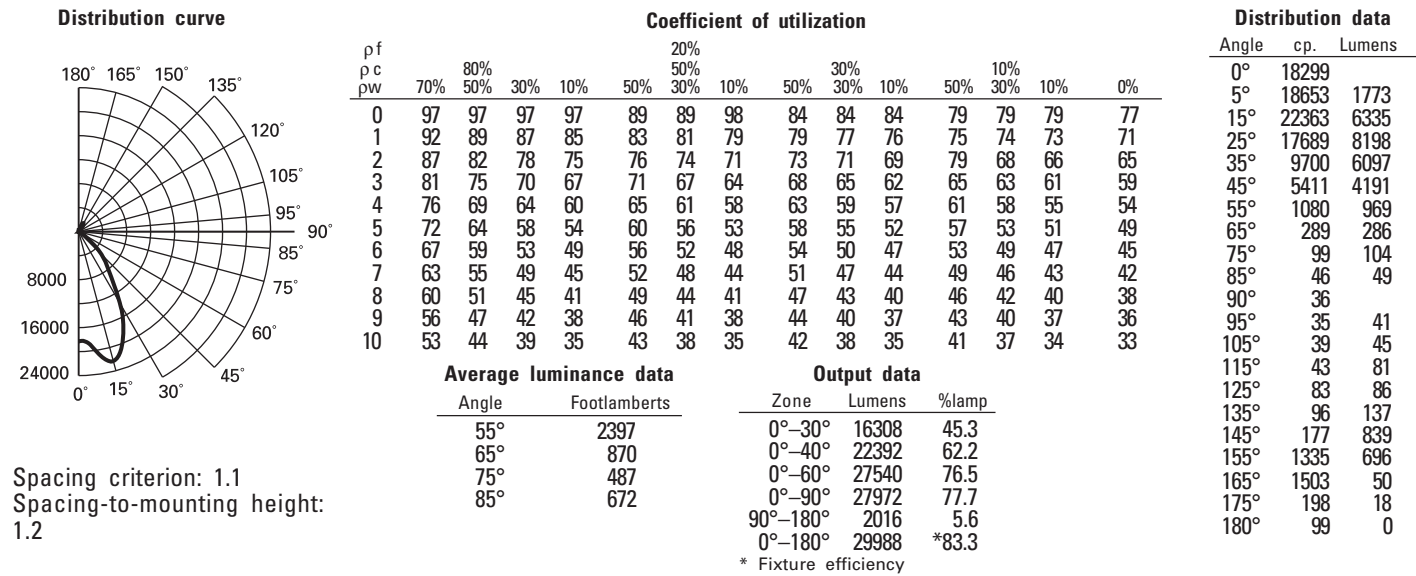 Distribution curve
180° 165° 150° 135° 120° 105° 95° 90° 85° 75° 60° 45° 30° 15° 0°
8000
16000
24000
Spacing criterion: 1.1
Spacing-to-mounting height:
1.2
Coefficient of utilization
ρf 20%
ρc 80% 50% 30% 10%
ρw 70% 50% 30% 10% 50% 30% 10% 50% 30% 10% 50% 30% 10% 0%
0 97 97 97 97 89 89 98 84 84 84 79 79 79 77
1 92 89 87 85 83 81 79 79 77 76 75 74 73 71
2 87 82 78 75 76 74 71 73 71 69 79 68 66 65
3 81 75 70 67 71 67 64 68 65 62 65 63 61 59
4 76 69 64 60 65 61 58 63 59 57 61 58 55 54
5 72 64 58 54 60 56 53 58 55 52 57 53 51 49
6 67 59 53 49 56 52 48 54 50 47 53 49 47 45
7 63 55 49 45 52 48 44 51 47 44 49 46 43 42
8 60 51 45 41 49 44 41 47 43 40 46 42 40 38
9 56 47 42 38 46 41 38 44 40 37 43 40 37 36
10 53 44 39 35 43 38 35 42 38 35 41 37 34 33
Average luminance data
Angle Footlamberts
55° 2397
65° 870
75° 487
85° 672
Output data
Zone Lumens %lamp
0°–30° 16308 45.3
0°–40° 22392 62.2
0°–60° 27540 76.5
0°–90° 27972 77.7
90°–180° 2016 5.6
0°–180° 29988 *83.3
* Fixture efficiency
Distribution data
Angle cp. Lumens
0° 18299
5° 18653 1773
15° 22363 6335
25° 17689 8198
35° 9700 6097
45° 5411 4191
55° 1080 969
65° 289 286
75° 99 104
85° 46 49
90° 36
95° 35 41
105° 39 45
115° 43 81
125° 83 86
135° 96 137
145° 177 839
155° 1335 696
165° 1503 50
175° 198 18
180° 99 0